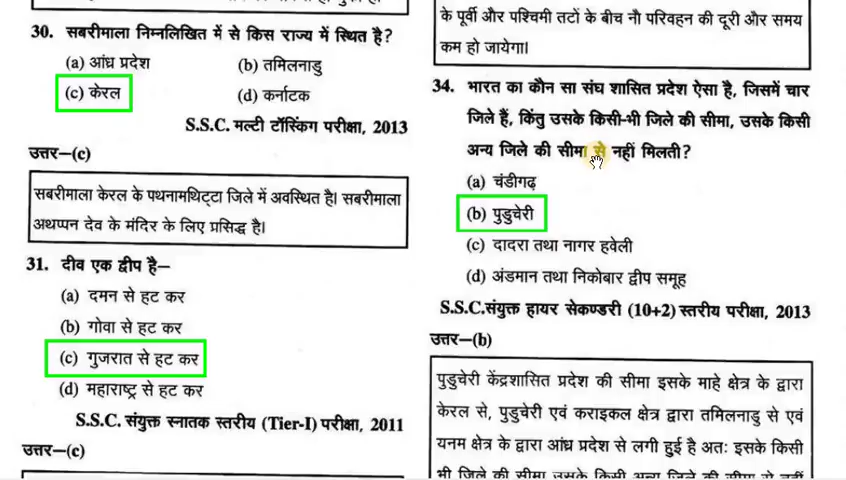 30. सबरीमाला निम्नलिखित में से किस राज्य में स्थित है?
(a) आंध्र प्रदेश (b) तमिलनाडु
(c) केरल (d) कर्नाटक
S.S.C. मल्टी टॉस्किंग परीक्षा, 2013
उत्तर—(c)
सबरीमाला केरल के पथनामथिट्टा जिले में अवस्थित है। सबरीमाला
अथप्पन देव के मंदिर के लिए प्रसिद्ध है।
31. दीव एक द्वीप है—
(a) दमन से हट कर
(b) गोवा से हट कर
(c) गुजरात से हट कर
(d) महाराष्ट्र से हट कर
S.S.C. संयुक्त स्नातक स्तरीय (Tier-I) परीक्षा, 2011
उत्तर—(c)
के पूर्वी और पश्चिमी तटों के बीच नौ परिवहन की दूरी और समय
कम हो जायेगा।
34. भारत का कौन सा संघ शासित प्रदेश ऐसा है, जिसमें चार
जिले हैं, किंतु उसके किसी-भी जिले की सीमा, उसके किसी
अन्य जिले की सीमा से नहीं मिलती?
(a) चंडीगढ़
(b) पुडुचेरी
(c) दादरा तथा नागर हवेली
(d) अंडमान तथा निकोबार द्वीप समूह
S.S.C.संयुक्त हायर सेकण्डरी (10+2) स्तरीय परीक्षा, 2013
उत्तर—(b)
पुडुचेरी केंद्रशासित प्रदेश की सीमा इसके माहे क्षेत्र के द्वारा
केरल से, पुडुचेरी एवं कराइकल क्षेत्र द्वारा तमिलनाडु से एवं
यनम क्षेत्र के द्वारा आंध्र प्रदेश से लगी हुई है अतः इसके किसी
भी जिले की सीमा उसके किसी अन्य जिले की सीमा से नहीं